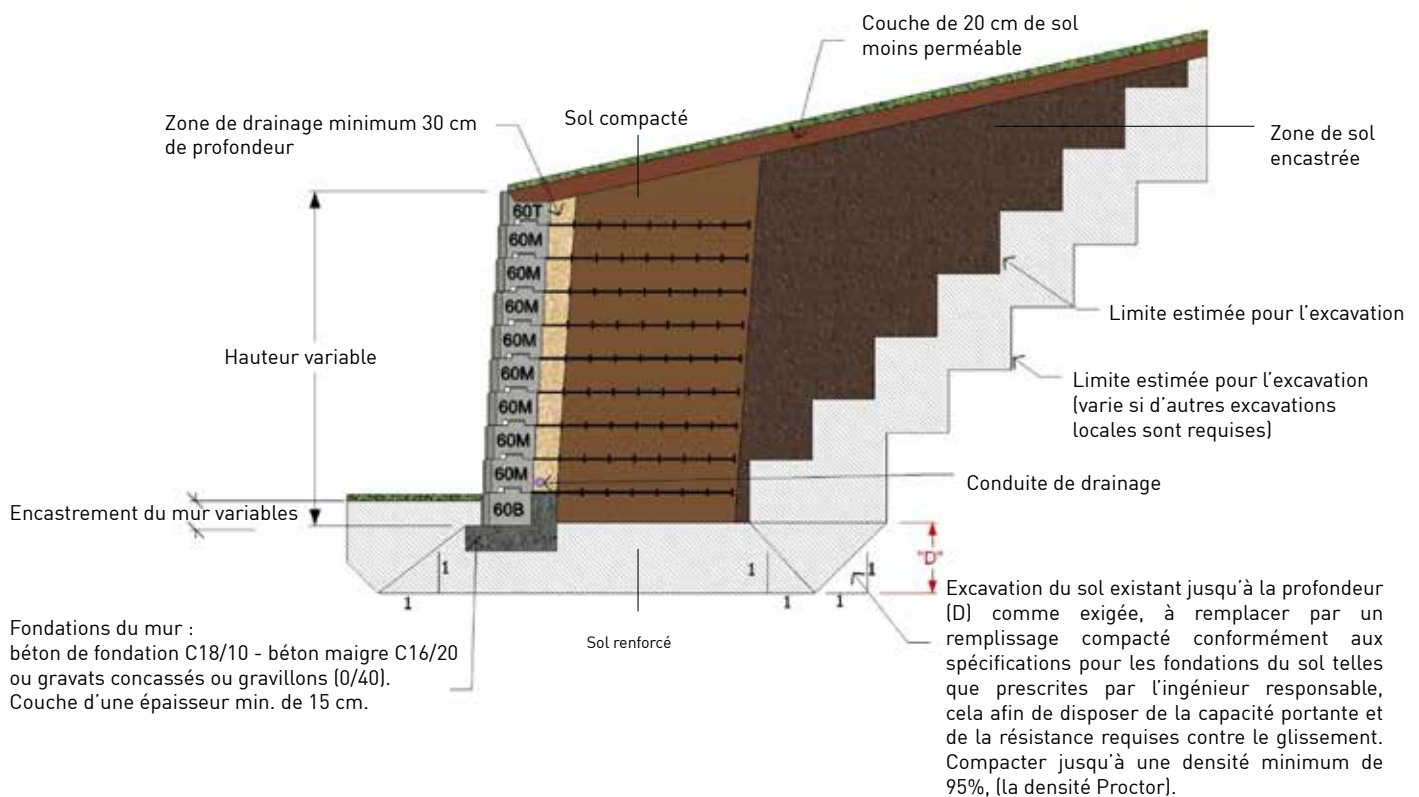 Couche de 20 cm de sol
moins perméable
Zone de drainage minimum 30 cm
de profondeur
Sol compacté
Zone de sol
encastrée
60T
60M
60M
60M
60M
60M
60M
60M
60M
60B
Hauteur variable
Limite estimée pour l'excavation
Limite estimée pour l'excavation
(varie si d'autres excavations
locales sont requises)
Conduite de drainage
Encastrement du mur variables
"D"
1
1
1
1
1
1
Fondations du mur :
béton de fondation C18/10 - béton maigre C16/20
ou gravats concassés ou gravillons (0/40).
Couche d'une épaisseur min. de 15 cm.
Sol renforcé
Excavation du sol existant jusqu'à la profondeur
(D) comme exigée, à remplacer par un
remplissage compacté conformément aux
spécifications pour les fondations du sol telles
que prescrites par l'ingénieur responsable,
cela afin de disposer de la capacité portante et
de la résistance requises contre le glissement.
Compacter jusqu'à une densité minimum de
95%, (la densité Proctor).